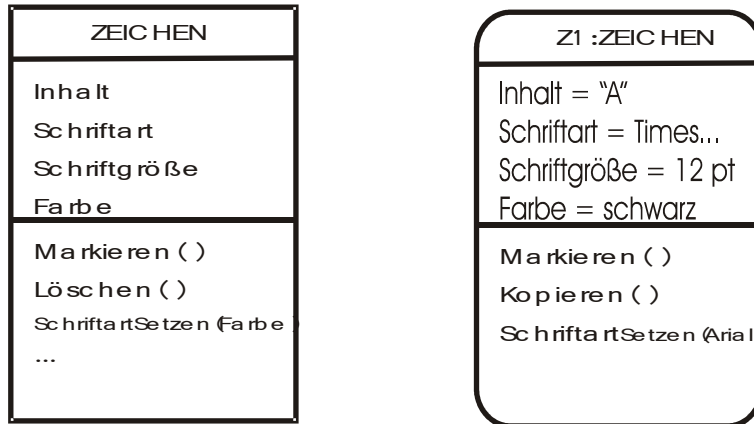 ZEICHEN
Inhalt
Schriftart
Schriftgröße
Farbe
Markieren ( )
Löschen ( )
SchriftartSetzen (Farbe )
...
Z1 :ZEICHEN
Inhalt = "A"
Schriftart = Times...
Schriftgröße = 12 pt
Farbe = schwarz
Markieren ( )
Kopieren ( )
SchriftartSetzen (Arial